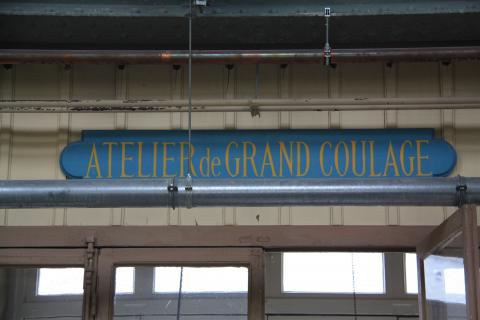 ATELIER de GRAND COULAGE